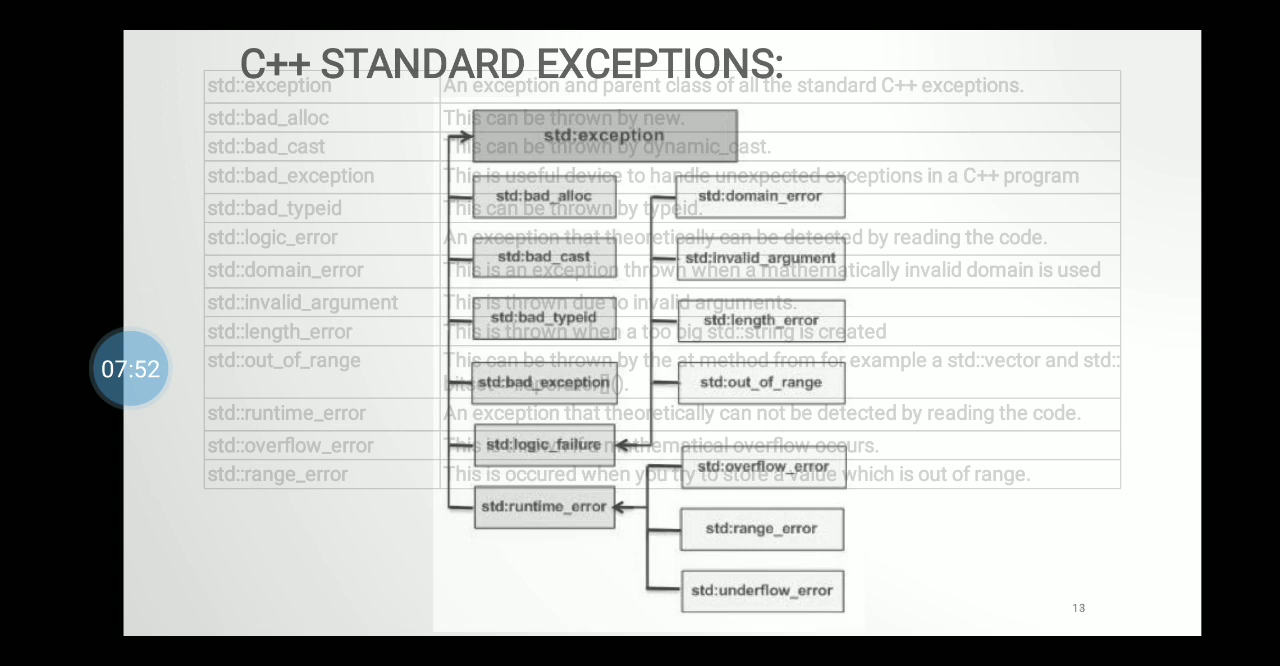 C++ STANDARD EXCEPTIONS:
std::exception An exception and parent class of all the standard C++ exceptions.
std::bad_alloc This can be thrown by new.
std::bad_cast This can be thrown by dynamic_cast.
std::bad_exception This is useful device to handle unexpected exceptions in a C++ program
std::bad_typeid This can be thrown by typeid.
std::logic_error An exception that theoretically can be detected by reading the code.
std::domain_error This is an exception thrown when a mathematically invalid domain is used
std::invalid_argument This is thrown due to invalid arguments.
std::length_error This is thrown when a too big std::string is created
std::out_of_range This can be thrown by the at method from for example a std::vector and std::
std::runtime_error An exception that theoretically can not be detected by reading the code.
std::overflow_error This is mathematical overflow occurs.
std::range_error This is occured when you try to store a value which is out of range.
std:exception
std:bad_alloc
std:bad_cast
std:bad_typeid
std:bad_exception
std:logic_failure
std:runtime_error
std:domain_error
std:invalid_argument
std:length_error
std:out_of_range
std:overflow_error
std:range_error
std:underflow_error
07:52
13